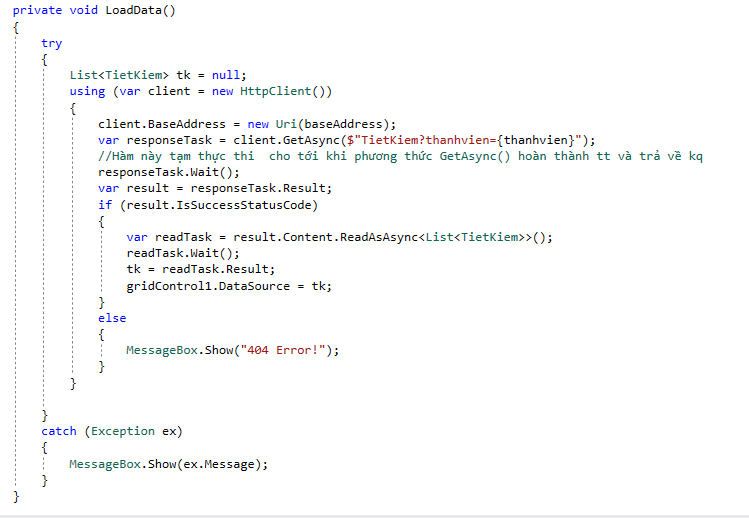 private void LoadData()
{
try
{
List<TietKiem> tk = null;
using (var client = new HttpClient())
{
client.BaseAddress = new Uri(baseAddress);
var responseTask = client.GetAsync($"TietKiem?thanhvien={thanhvien}");
//Hàm này tạm thực thi  cho tới khi phương thức GetAsync() hoàn thành tt và trả về kq
responseTask.Wait();
var result = responseTask.Result;
if (result.IsSuccessStatusCode)
{
var readTask = result.Content.ReadAsAsync<List<TietKiem>>();
readTask.Wait();
tk = readTask.Result;
gridControl1.DataSource = tk;
}
else
{
MessageBox.Show("404 Error!");
}
}
}
catch (Exception ex)
{
MessageBox.Show(ex.Message);
}
}